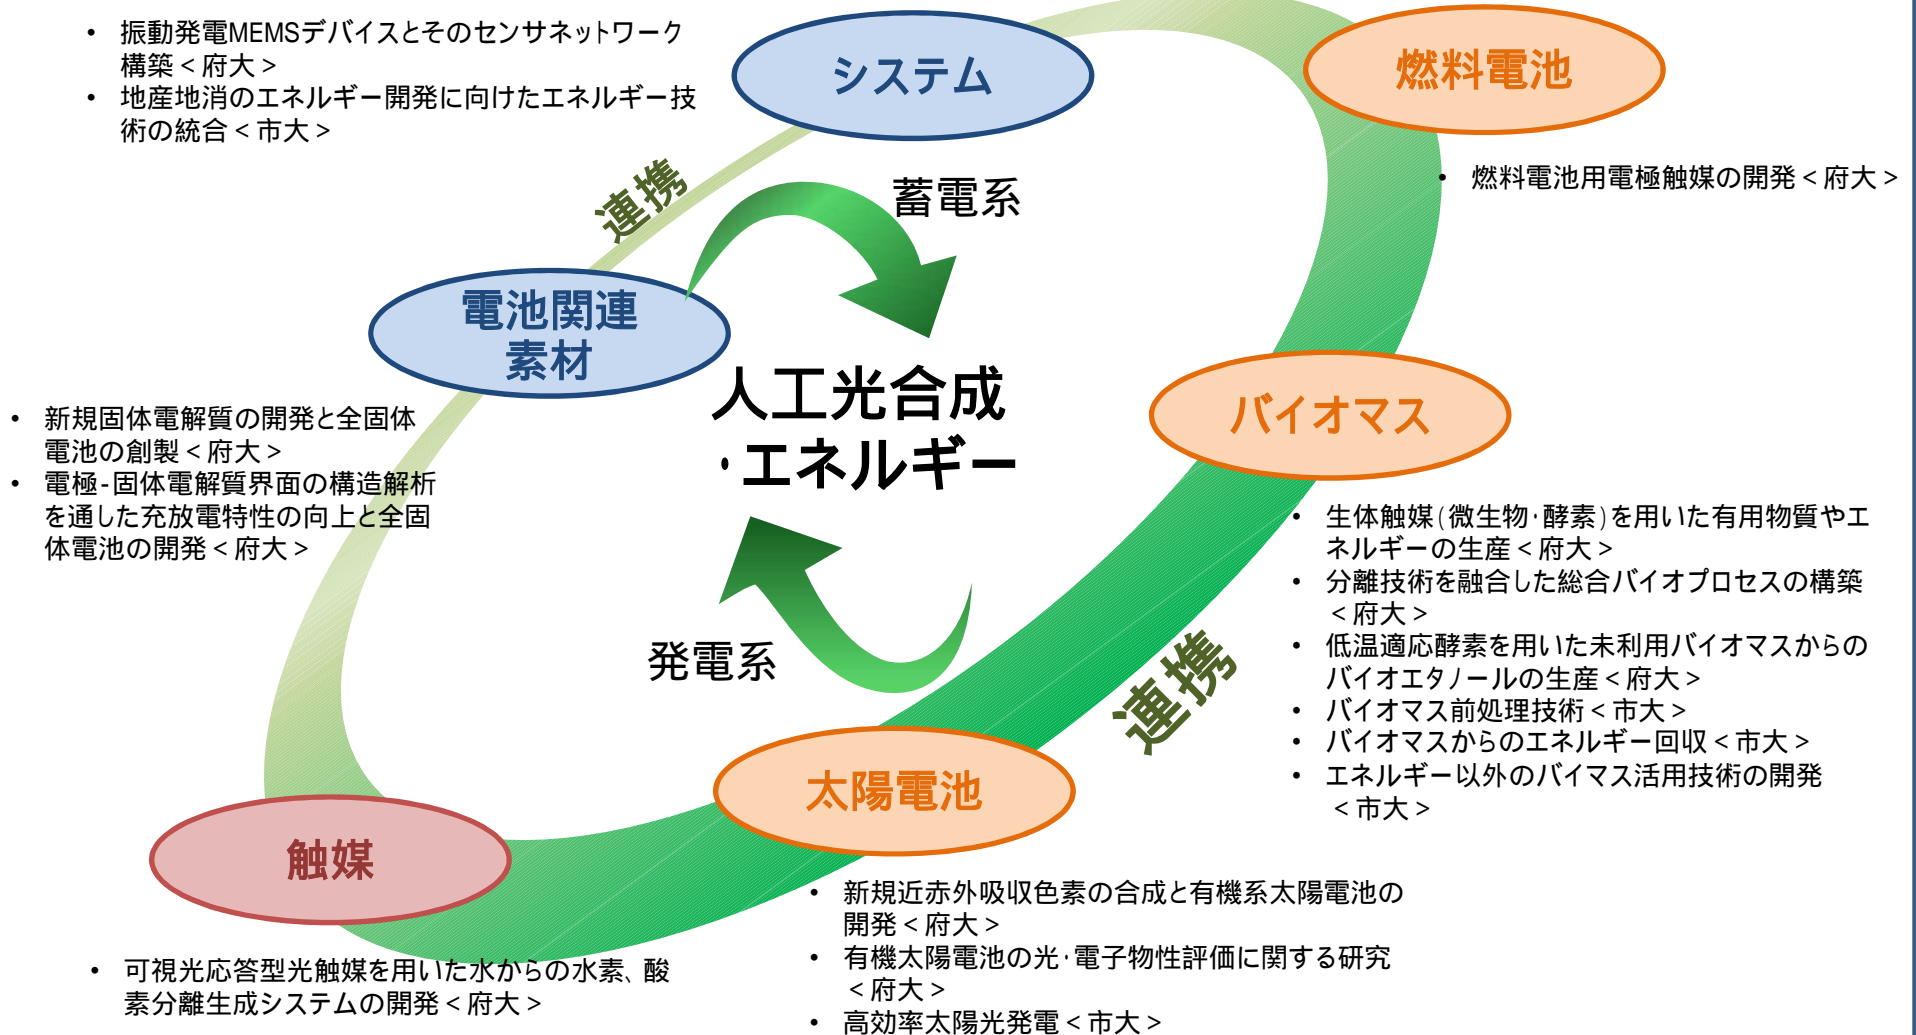 ・ 振動発電MEMSデバイスとそのセンサネットワーク
構築＜府大＞
・ 地産地消のエネルギー開発に向けたエネルギー技
術の統合＜市大＞
システム
燃料電池
・ 燃料電池用電極触媒の開発＜府大＞
連携
蓄電系
電池関連
素材
人工光合成
・エネルギー
バイオマス
・ 新規固体電解質の開発と全固体
電池の創製＜府大＞
・ 電極-固体電解質界面の構造解析
を通した充放電特性の向上と全固
体電池の開発＜府大＞
・ 生体触媒(微生物・酵素)を用いた有用物質やエ
ネルギーの生産＜府大＞
・ 分離技術を融合した総合バイオプロセスの構築
＜府大＞
・ 低温適応酵素を用いた未利用バイオマスからの
バイオエタノールの生産＜府大＞
・ バイオマス前処理技術＜市大＞
・ バイオマスからのエネルギー回収＜市大＞
・ エネルギー以外のバイマス活用技術の開発
＜市大＞
発電系
連携
太陽電池
触媒
・ 新規近赤外吸収色素の合成と有機系太陽電池の
開発＜府大＞
・ 有機太陽電池の光・電子物性評価に関する研究
＜府大＞
・ 高効率太陽光発電＜市大＞
・ 可視光応答型光触媒を用いた水からの水素、酸
素分離生成システムの開発＜府大＞